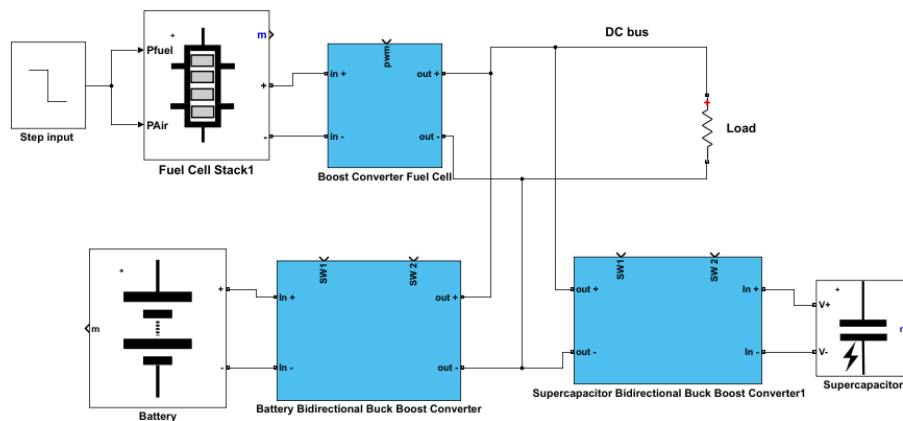 DC bus
+
m
Pfuel
PAir
+
-
Step input
Fuel Cell Stack1
pwm
in +
in -
out +
out -
Boost Converter Fuel Cell
+
Load
+
m
+
-
Battery
SW1
SW 2
In +
In -
out +
out -
Battery Bidirectional Buck Boost Converter
SW1
SW 2
out +
out -
In +
In -
Supercapacitor Bidirectional Buck Boost Converter1
+
V+
V-
Supercapacitor